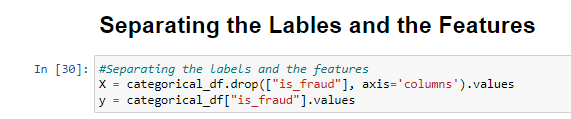 Separating the Lables and the Features
In [30]: #Separating the labels and the features
X = categorical_df.drop(["is_fraud"], axis='columns').values
y = categorical_df["is_fraud"].values